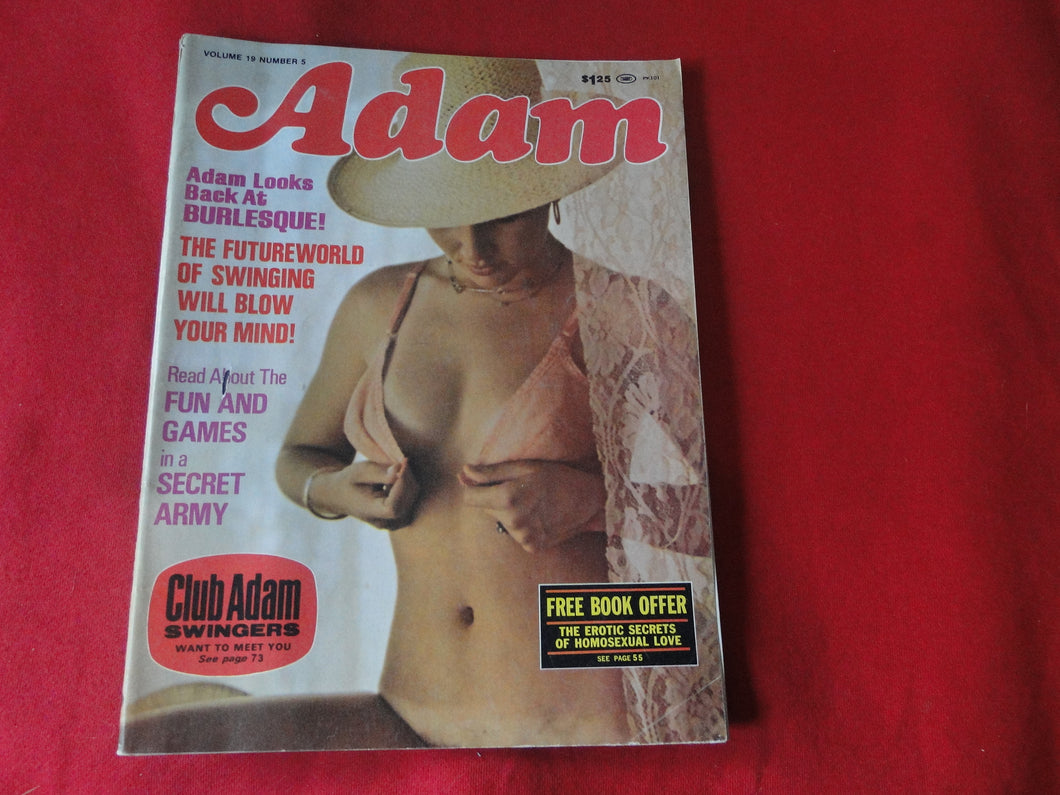 VOLUME 19 NUMBER 5
$1.25
Adam
Adam Looks
Back At
BURLESQUE!
THE FUTUREWORLD
OF SWINGING
WILL BLOW
YOUR MIND!
Read About The
FUN AND
GAMES
in a
SECRET
ARMY
Club Adam
SWINGERS
WANT TO MEET YOU
See page 73
FREE BOOK OFFER
THE EROTIC SECRETS
OF HOMOSEXUAL LOVE
SEE PAGE 55